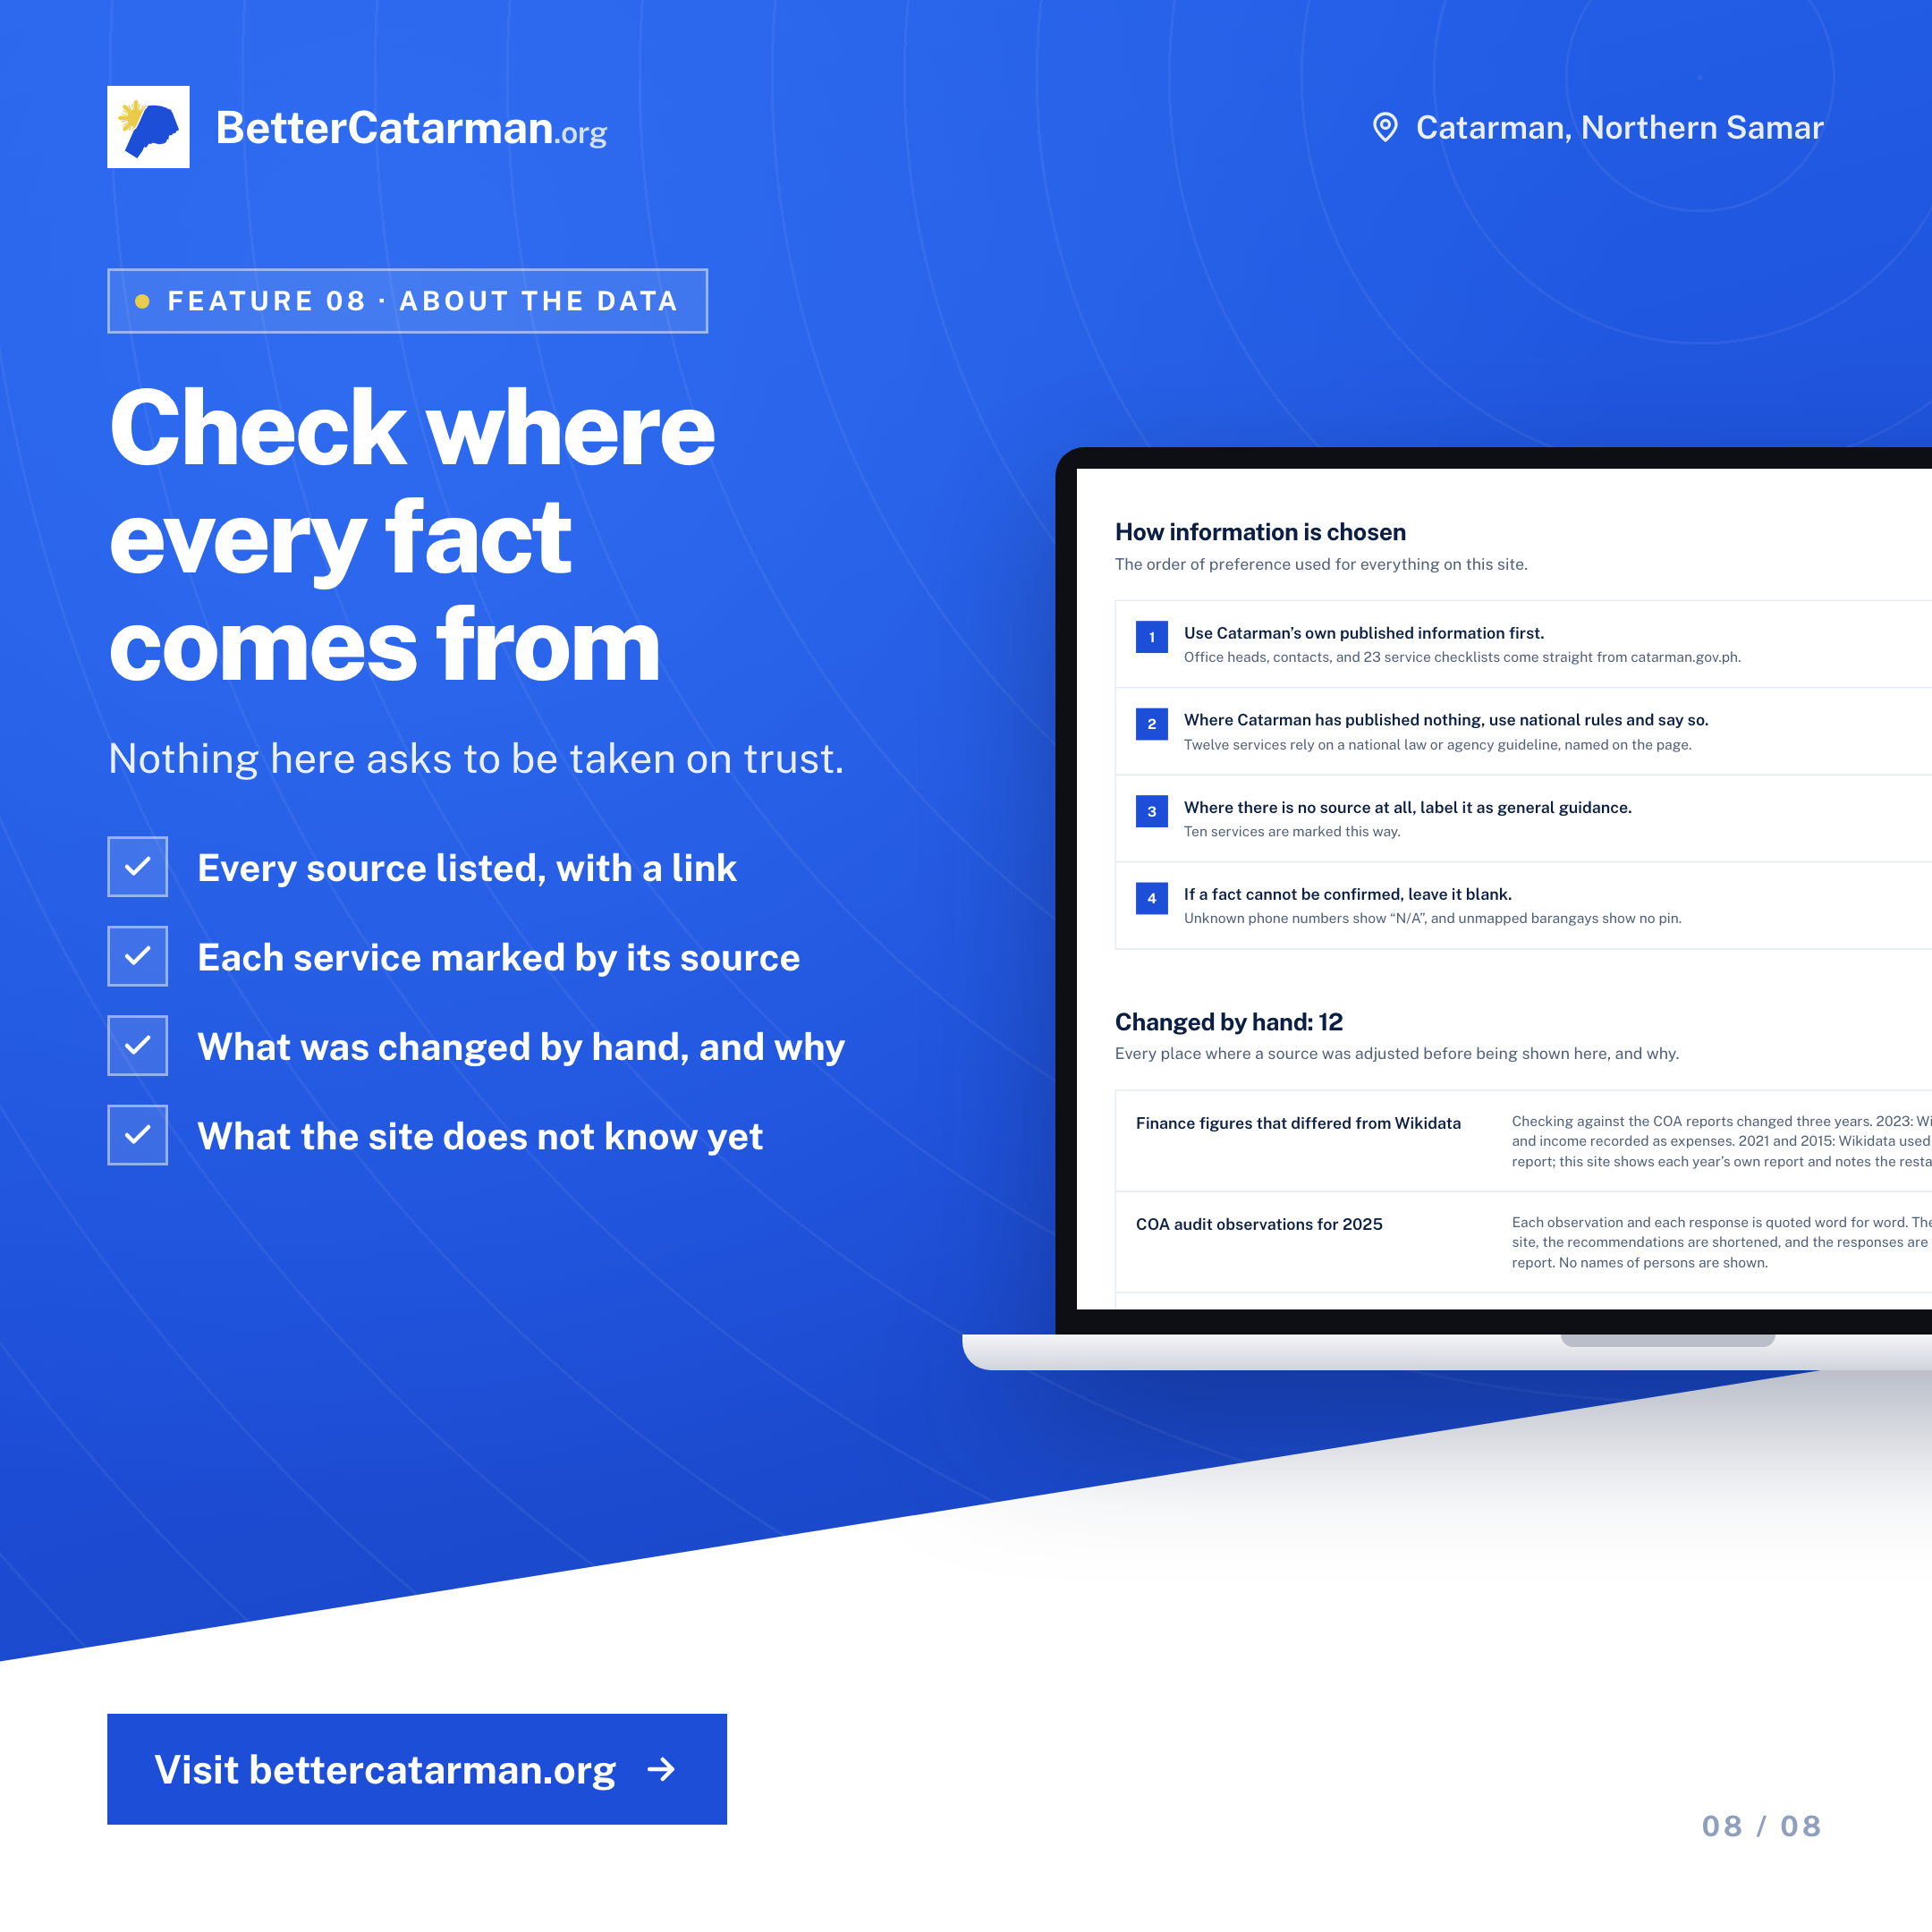 BetterCatarman.org
Catarman, Northern Samar
FEATURE 08 · ABOUT THE DATA
Check where
every fact
comes from
Nothing here asks to be taken on trust.
Every source listed, with a link
Each service marked by its source
What was changed by hand, and why
What the site does not know yet
How information is chosen
The order of preference used for everything on this site.
1 Use Catarman’s own published information first.
Office heads, contacts, and 23 service checklists come straight from catarman.gov.ph.
2 Where Catarman has published nothing, use national rules and say so.
Twelve services rely on a national law or agency guideline, named on the page.
3 Where there is no source at all, label it as general guidance.
Ten services are marked this way.
4 If a fact cannot be confirmed, leave it blank.
Unknown phone numbers show “N/A”, and unmapped barangays show no pin.
Changed by hand: 12
Every place where a source was adjusted before being shown here, and why.
Finance figures that differed from Wikidata
Checking against the COA reports changed three years. 2023:
and income recorded as expenses. 2021 and 2015: Wikidata used
report; this site shows each year’s own report and notes the
COA audit observations for 2025
Each observation and each response is quoted word for word.
site, the recommendations are shortened, and the responses are
report. No names of persons are shown.
Visit bettercatarman.org
08 / 08